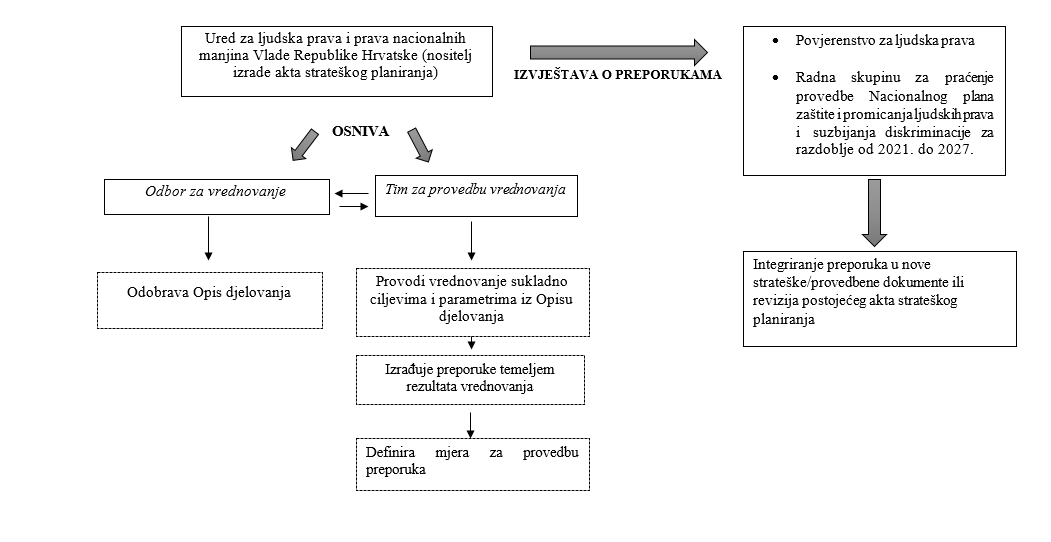 Ured za ljudska prava i prava nacionalnih
manjina Vlade Republike Hrvatske (nositelj
izrade akta strateškog planiranja)
IZVJEŠTAVA O PREPORUKAMA
• Povjerenstvo za ljudska prava
• Radna skupinu za praćenje
provedbe Nacionalnog plana
zaštite i promicanja ljudskih prava
i suzbijanja diskriminacije za
razdoblje od 2021. do 2027.
OSNIVA
Odbor za vrednovanje
Tim za provedbu vrednovanja
Odobrava Opis djelovanja
Provodi vrednovanje sukladno
ciljevima i parametrima iz Opisu
djelovanja
Izrađuje preporuke temeljem
rezultata vrednovanja
Definira mjera za provedbu
preporuka
Integriranje preporuka u nove
strateške/provedbene dokumente ili
revizija postojećeg akta strateškog
planiranja